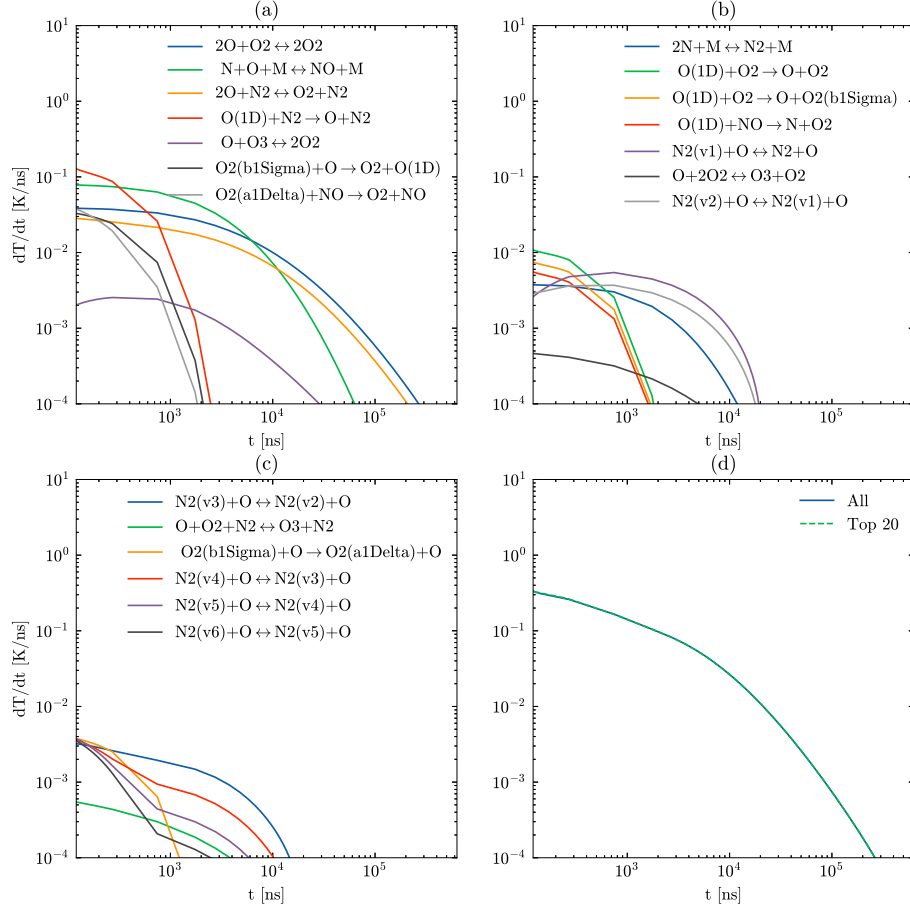 (a)
10^1
10^0
10^-1
10^-2
10^-3
10^-4
dT/dt [K/ns]
2O+O2↔2O2
N+O+M↔NO+M
2O+N2↔O2+N2
O(1D)+N2→O+N2
O+O3↔2O2
O2(b1Sigma)+O→O2+O(1D)
O2(a1Delta)+NO→O2+NO
10^3
10^4
10^5
t [ns]
(b)
10^1
10^0
10^-1
10^-2
10^-3
10^-4
2N+M↔N2+M
O(1D)+O2→O+O2
O(1D)+O2→O+O2(b1Sigma)
O(1D)+NO→N+O2
N2(v1)+O↔N2+O
O+2O2↔O3+O2
N2(v2)+O↔N2(v1)+O
10^3
10^4
10^5
t [ns]
(c)
10^1
10^0
10^-1
10^-2
10^-3
10^-4
dT/dt [K/ns]
N2(v3)+O↔N2(v2)+O
O+O2+N2↔O3+N2
O2(b1Sigma)+O→O2(a1Delta)+O
N2(v4)+O↔N2(v3)+O
N2(v5)+O↔N2(v4)+O
N2(v6)+O↔N2(v5)+O
10^3
10^4
10^5
t [ns]
(d)
10^1
10^0
10^-1
10^-2
10^-3
10^-4
All
Top 20
10^3
10^4
10^5
t [ns]